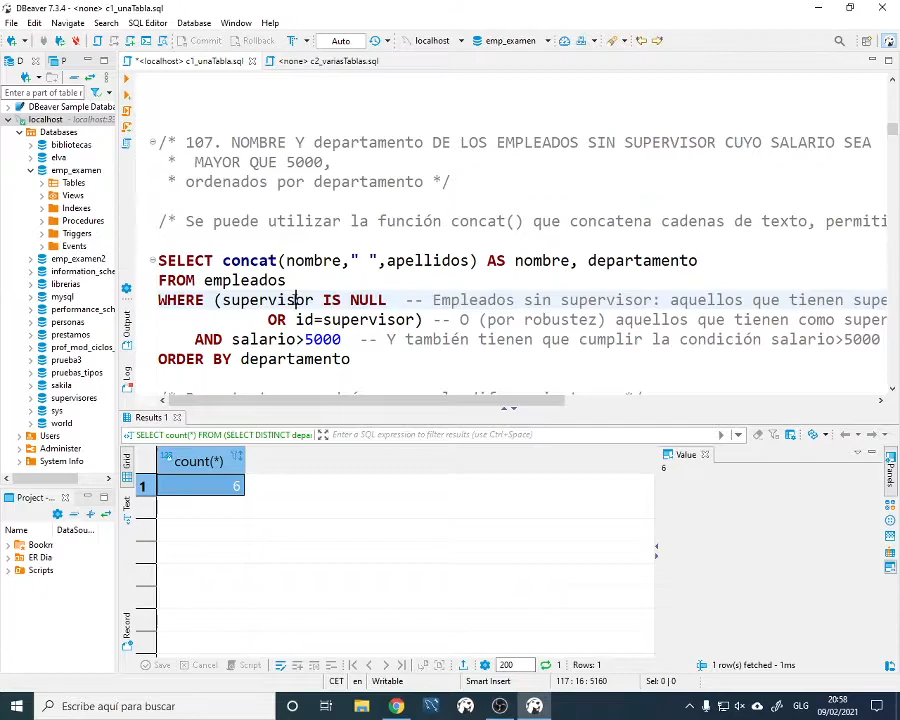 DBeaver 7.3.4 - <none> c1_unaTabla.sql
File Edit Navigate Search SQL Editor Database Window Help
Commit Rollback Auto localhost emp_examen
D P *<localhost> c1_unaTabla.sql <none> c2_variasTablas.sql
Enter a part of table
DBeaver Sample Databa
localhost - localhost:33
Databases
bibliotecas
elva
emp_examen
Tables
Views
Indexes
Procedures
Triggers
Events
emp_examen2
information_sche
librerias
mysql
performance_sch
personas
prestamos
prof_mod_ciclos_
prueba3
pruebas_tipos
sakila
supervisores
sys
world
Users
Administer
System Info
Project -
Name DataSou
Bookm
ER Dia
Scripts
/* 107. NOMBRE Y departamento DE LOS EMPLEADOS SIN SUPERVISOR CUYO SALARIO SEA
* MAYOR QUE 5000,
* ordenados por departamento */
/* Se puede utilizar la función concat() que concatena cadenas de texto, permiti
SELECT concat(nombre," ",apellidos) AS nombre, departamento
FROM empleados
WHERE (supervisor IS NULL -- Empleados sin supervisor: aquellos que tienen supe
OR id=supervisor) -- O (por robustez) aquellos que tienen como super
AND salario>5000 -- Y también tienen que cumplir la condición salario>5000
ORDER BY departamento
Output
Log
Results 1
SELECT count(*) FROM (SELECT DISTINCT depar Enter a SQL expression to filter results (use Ctrl+Space)
Grid
Text
Record
123 count(*)
1 6
Value
6
Panels
Save Cancel Script 200 1 Rows: 1 1 row(s) fetched - 1ms
CET en Writable Smart Insert 117 : 16 : 5160 Sel: 0 | 0
Escribe aquí para buscar
GLG
20:58
09/02/2021